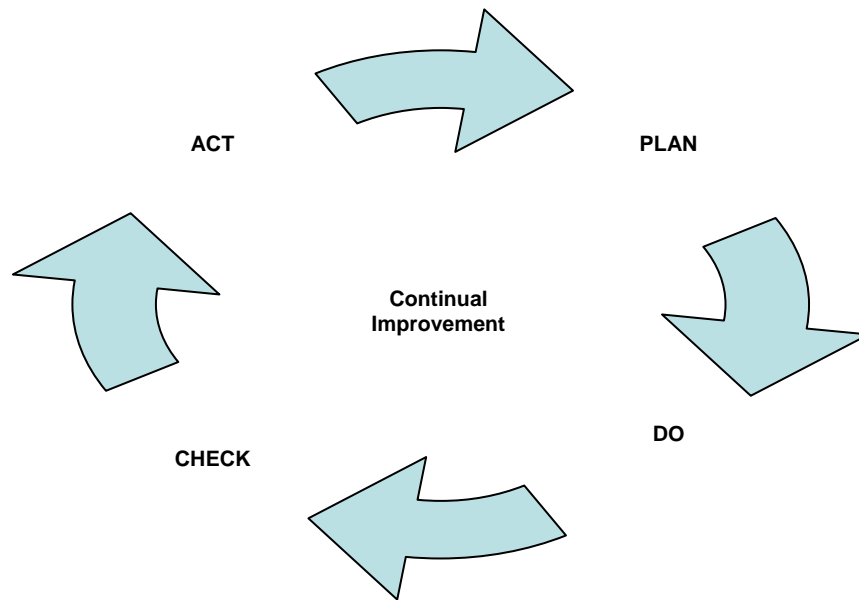 ACT
PLAN
Continual
Improvement
DO
CHECK